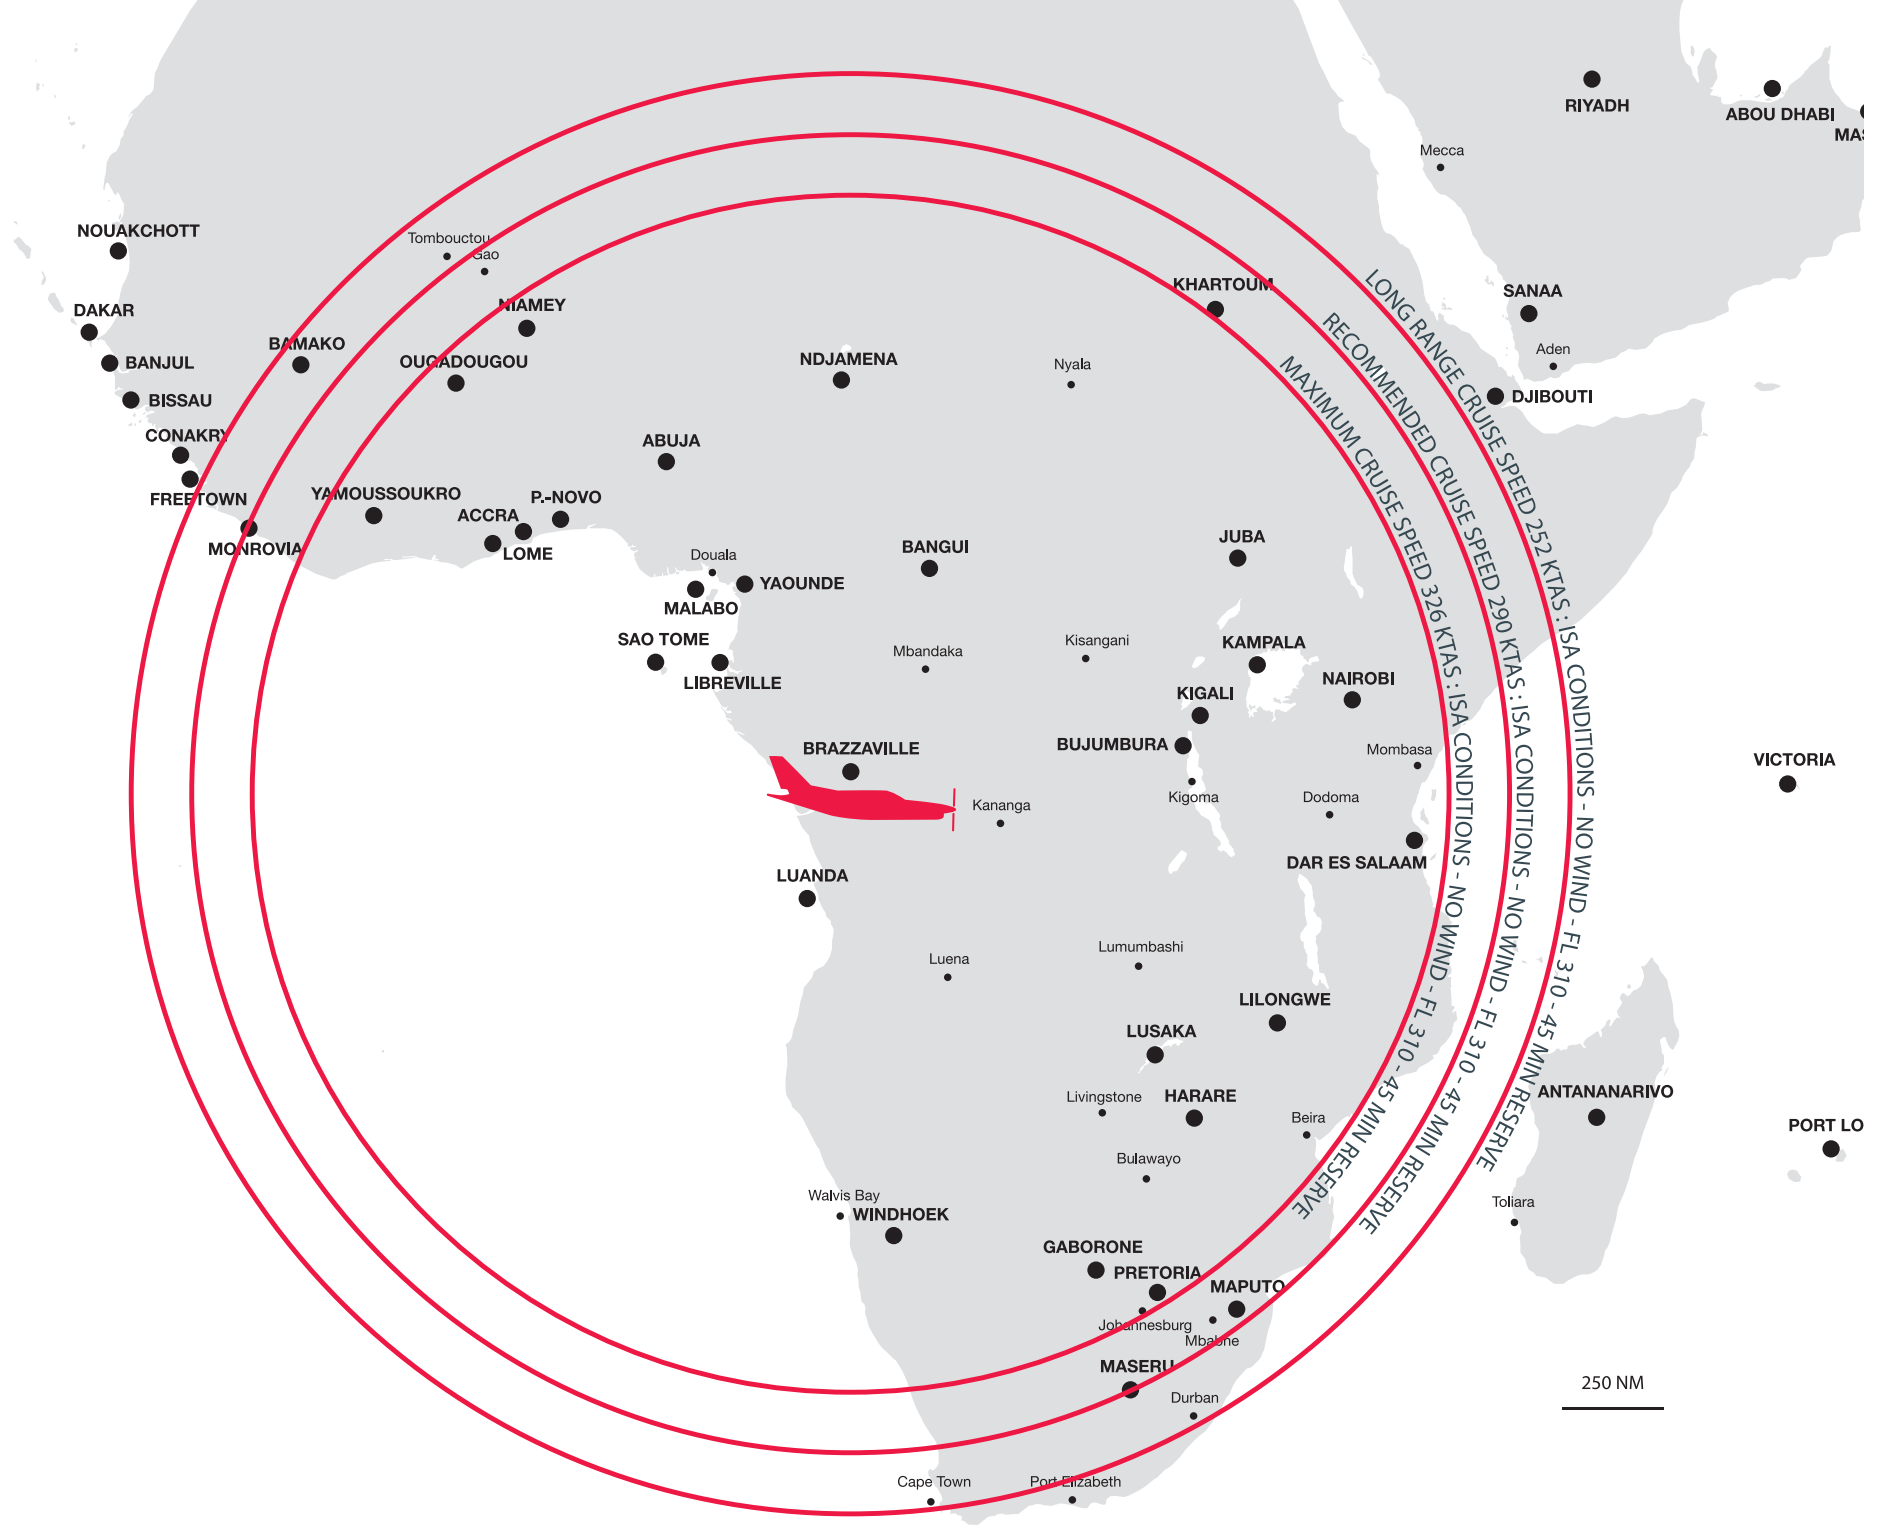 RIYADH
ABOU DHABI
MAS
Mecca
NOUAKCHOTT
Tombouctou
Gao
KHARTOUM
SANAA
DAKAR
NIAMEY
BAMAKO
Aden
BANJUL
OUGADOUGOU
NDJAMENA
Nyala
DJIBOUTI
BISSAU
CONAKRY
ABUJA
FREETOWN
YAMOUSSOUKRO
P.-NOVO
ACCRA
MONROVIA
LOME
Douala
BANGUI
JUBA
YAOUNDE
MALABO
SAO TOME
Mbandaka
Kisangani
KAMPALA
LIBREVILLE
NAIROBI
KIGALI
BRAZZAVILLE
BUJUMBURA
Mombasa
VICTORIA
Kananga
Kigoma
Dodoma
DAR ES SALAAM
LUANDA
Luena
Lumumbashi
LILONGWE
LUSAKA
Livingstone
HARARE
Beira
ANTANANARIVO
PORT LO
Bulawayo
Walvis Bay
WINDHOEK
Toliara
GABORONE
PRETORIA
MAPUTO
Johannesburg
Mbabne
MASERU
Durban
250 NM
Cape Town
Port Elizabeth
LONG RANGE CRUISE SPEED 252 KTAS : ISA CONDITIONS - NO WIND - FL 310 - 45 MIN RESERVE
RECOMMENDED CRUISE SPEED 290 KTAS : ISA CONDITIONS - NO WIND - FL 310 - 45 MIN RESERVE
MAXIMUM CRUISE SPEED 326 KTAS : ISA CONDITIONS - NO WIND - FL 310 - 45 MIN RESERVE